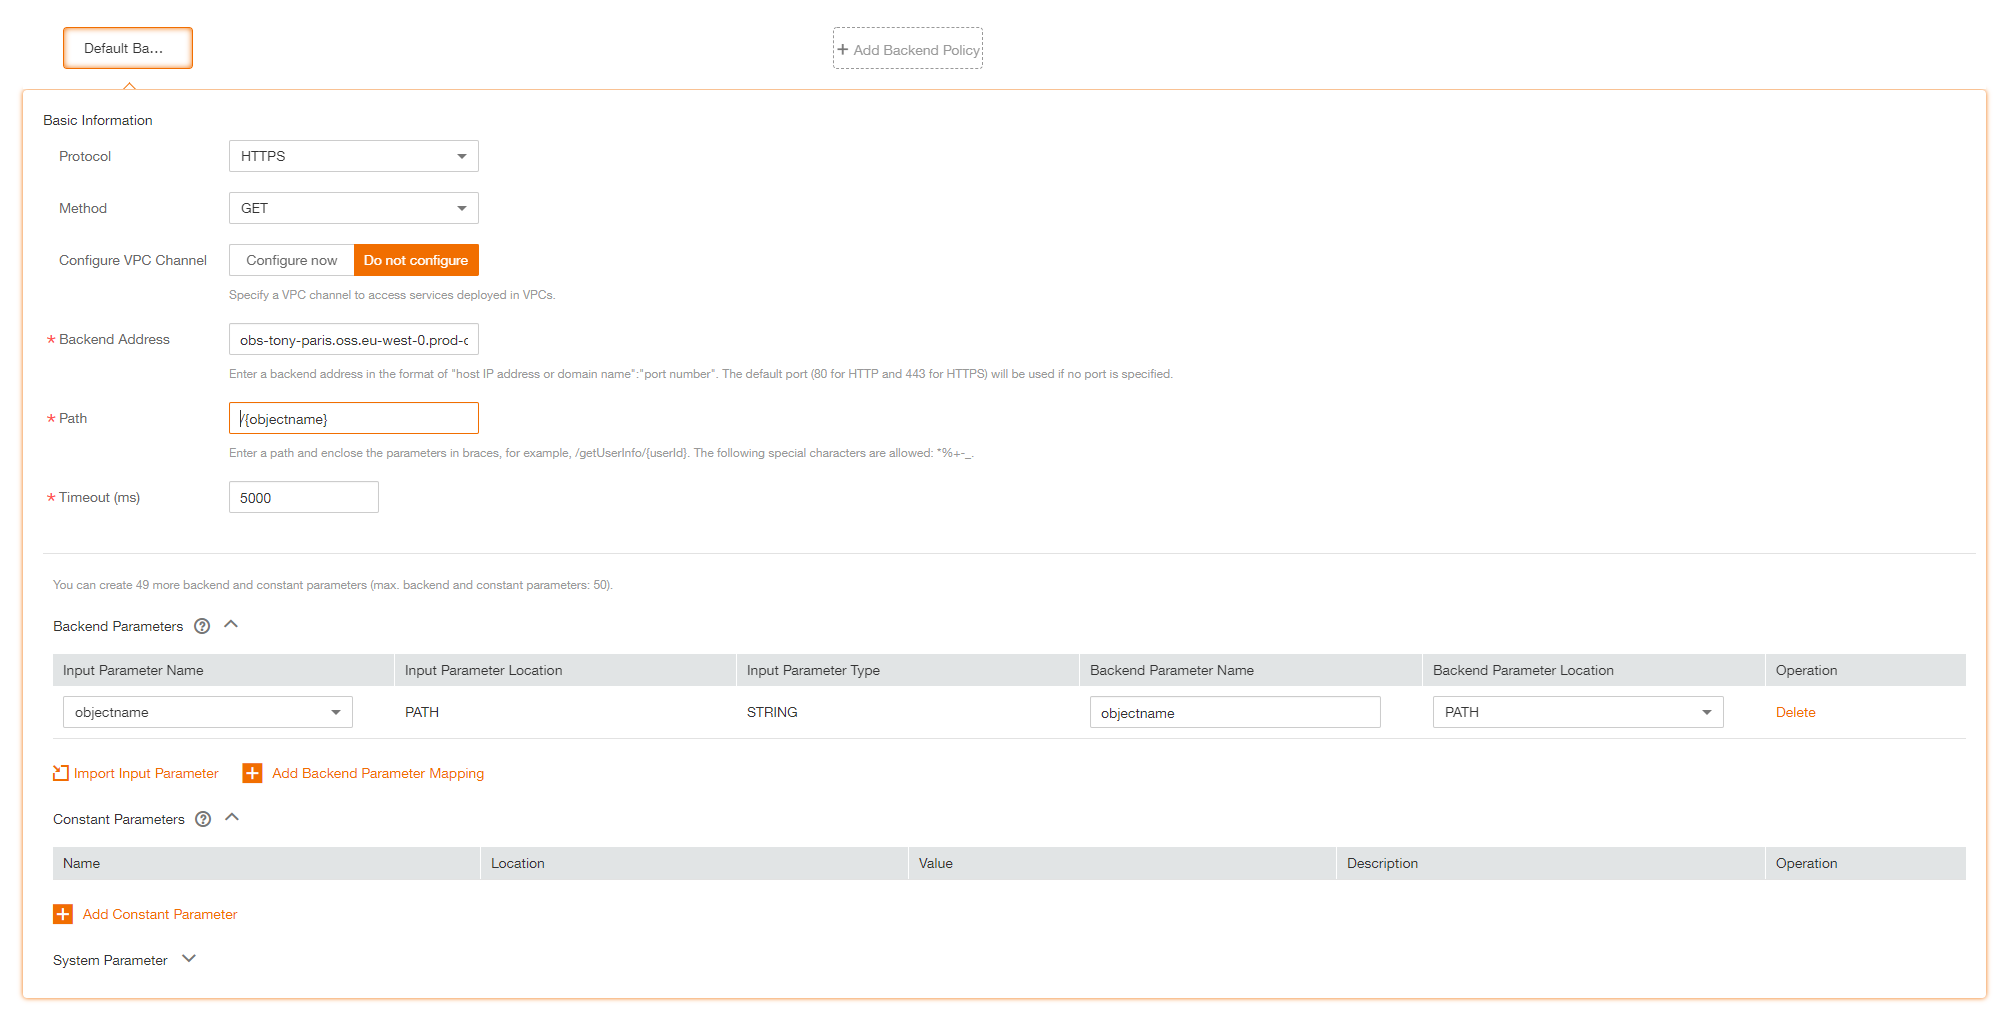 Default Ba...
+ Add Backend Policy
Basic Information
Protocol
HTTPS
Method
GET
Configure VPC Channel
Configure now
Do not configure
Specify a VPC channel to access services deployed in VPCs.
* Backend Address
obs-tony-paris.oss.eu-west-0.prod-c
Enter a backend address in the format of "host IP address or domain name":"port number". The default port (80 for HTTP and 443 for HTTPS) will be used if no port is specified.
* Path
/{objectname}
Enter a path and enclose the parameters in braces, for example, /getUserInfo/{userId}. The following special characters are allowed: *%+-_.
* Timeout (ms)
5000
You can create 49 more backend and constant parameters (max. backend and constant parameters: 50).
Backend Parameters ?
Input Parameter Name Input Parameter Location Input Parameter Type Backend Parameter Name Backend Parameter Location Operation
objectname PATH STRING objectname PATH Delete
Import Input Parameter + Add Backend Parameter Mapping
Constant Parameters ?
Name Location Value Description Operation
+ Add Constant Parameter
System Parameter